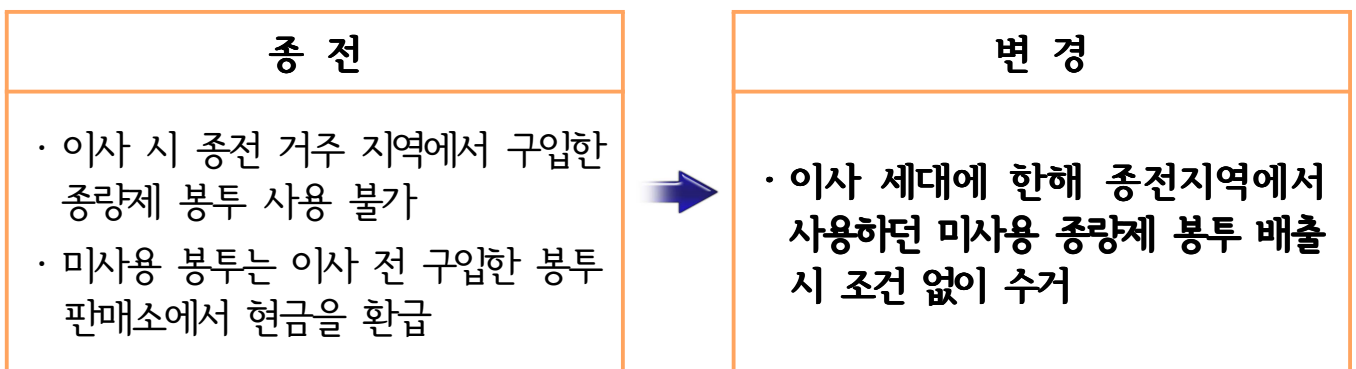 종 전
· 이사 시 종전 거주 지역에서 구입한
종량제 봉투 사용 불가
· 미사용 봉투는 이사 전 구입한 봉투
판매소에서 현금을 환급
변 경
· 이사 세대에 한해 종전지역에서
사용하던 미사용 종량제 봉투 배출
시 조건 없이 수거